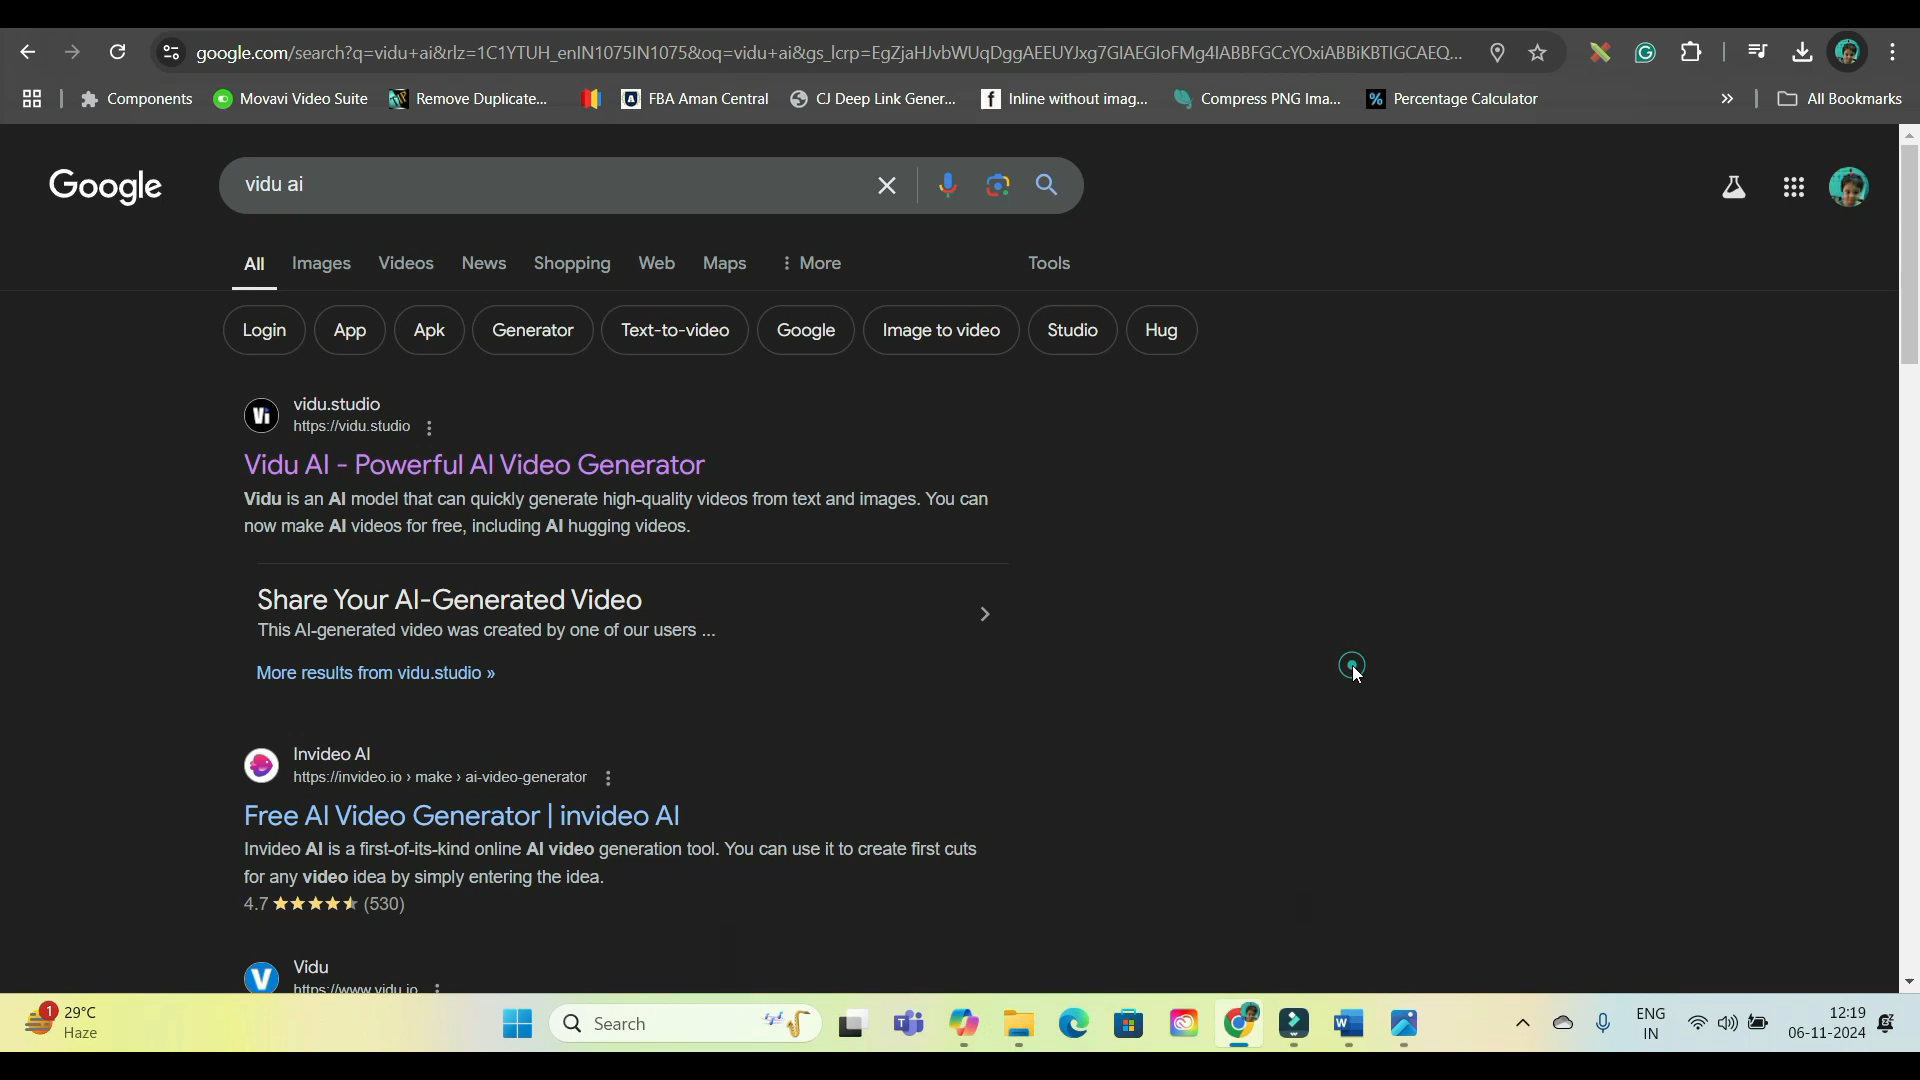 google.com/search?q=vidu+ai&rlz=1C1YTUH_enIN1075IN1075&oq=vidu+ai&gs_lcrp=EgZjaHJvbWUqDggAEEUYJxg7GIAEGIoFMg4IABBFGCcYOxiABBiKBTIGCAEQ...
Components Movavi Video Suite Remove Duplicate... FBA Aman Central CJ Deep Link Gener... Inline without imag... Compress PNG Ima... Percentage Calculator » All Bookmarks
Google vidu ai
All Images Videos News Shopping Web Maps More Tools
Login App Apk Generator Text-to-video Google Image to video Studio Hug
vidu.studio
https://vidu.studio
Vidu AI - Powerful AI Video Generator
Vidu is an AI model that can quickly generate high-quality videos from text and images. You can
now make AI videos for free, including AI hugging videos.
Share Your AI-Generated Video
This AI-generated video was created by one of our users ...
More results from vidu.studio »
Invideo AI
https://invideo.io › make › ai-video-generator
Free AI Video Generator | invideo AI
Invideo AI is a first-of-its-kind online AI video generation tool. You can use it to create first cuts
for any video idea by simply entering the idea.
4.7 (530)
Vidu
https://www.vidu.io
1 29°C
Haze
Search
ENG
IN
12:19
06-11-2024